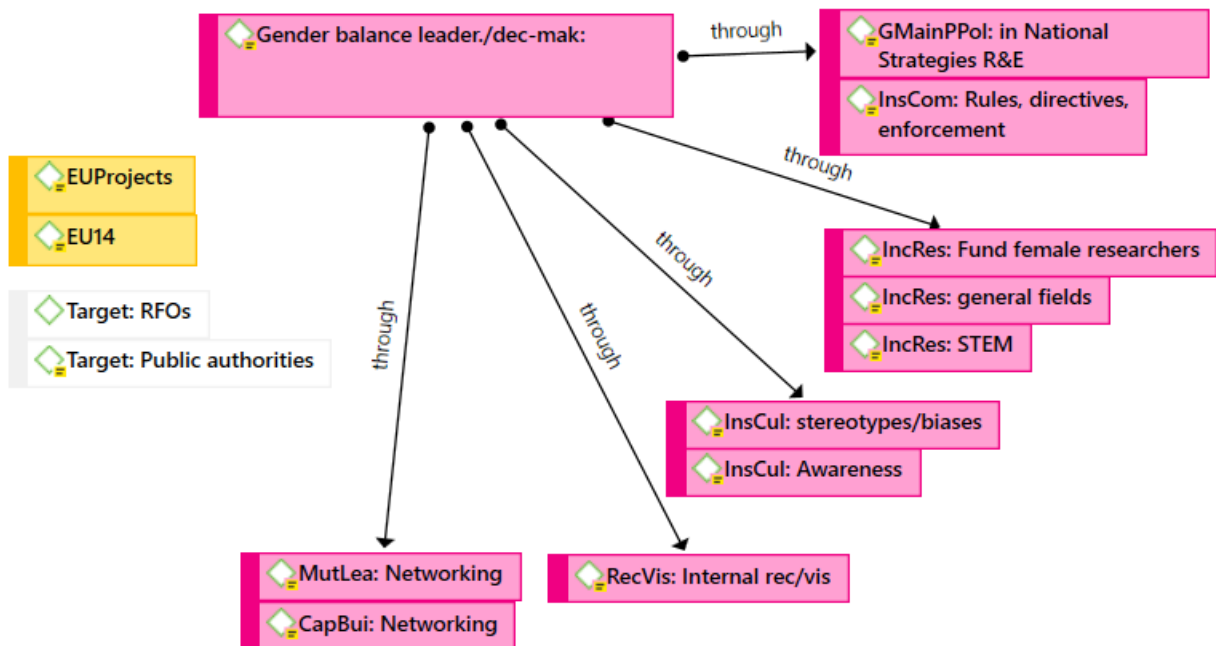 Gender balance leader./dec-mak:
through
GMainPPol: in National
Strategies R&E
InsCom: Rules, directives,
enforcement
EUProjects
EU14
Target: RFOs
Target: Public authorities
through
IncRes: Fund female researchers
IncRes: general fields
IncRes: STEM
through
InsCul: stereotypes/biases
InsCul: Awareness
through
RecVis: Internal rec/vis
through
MutLea: Networking
CapBui: Networking